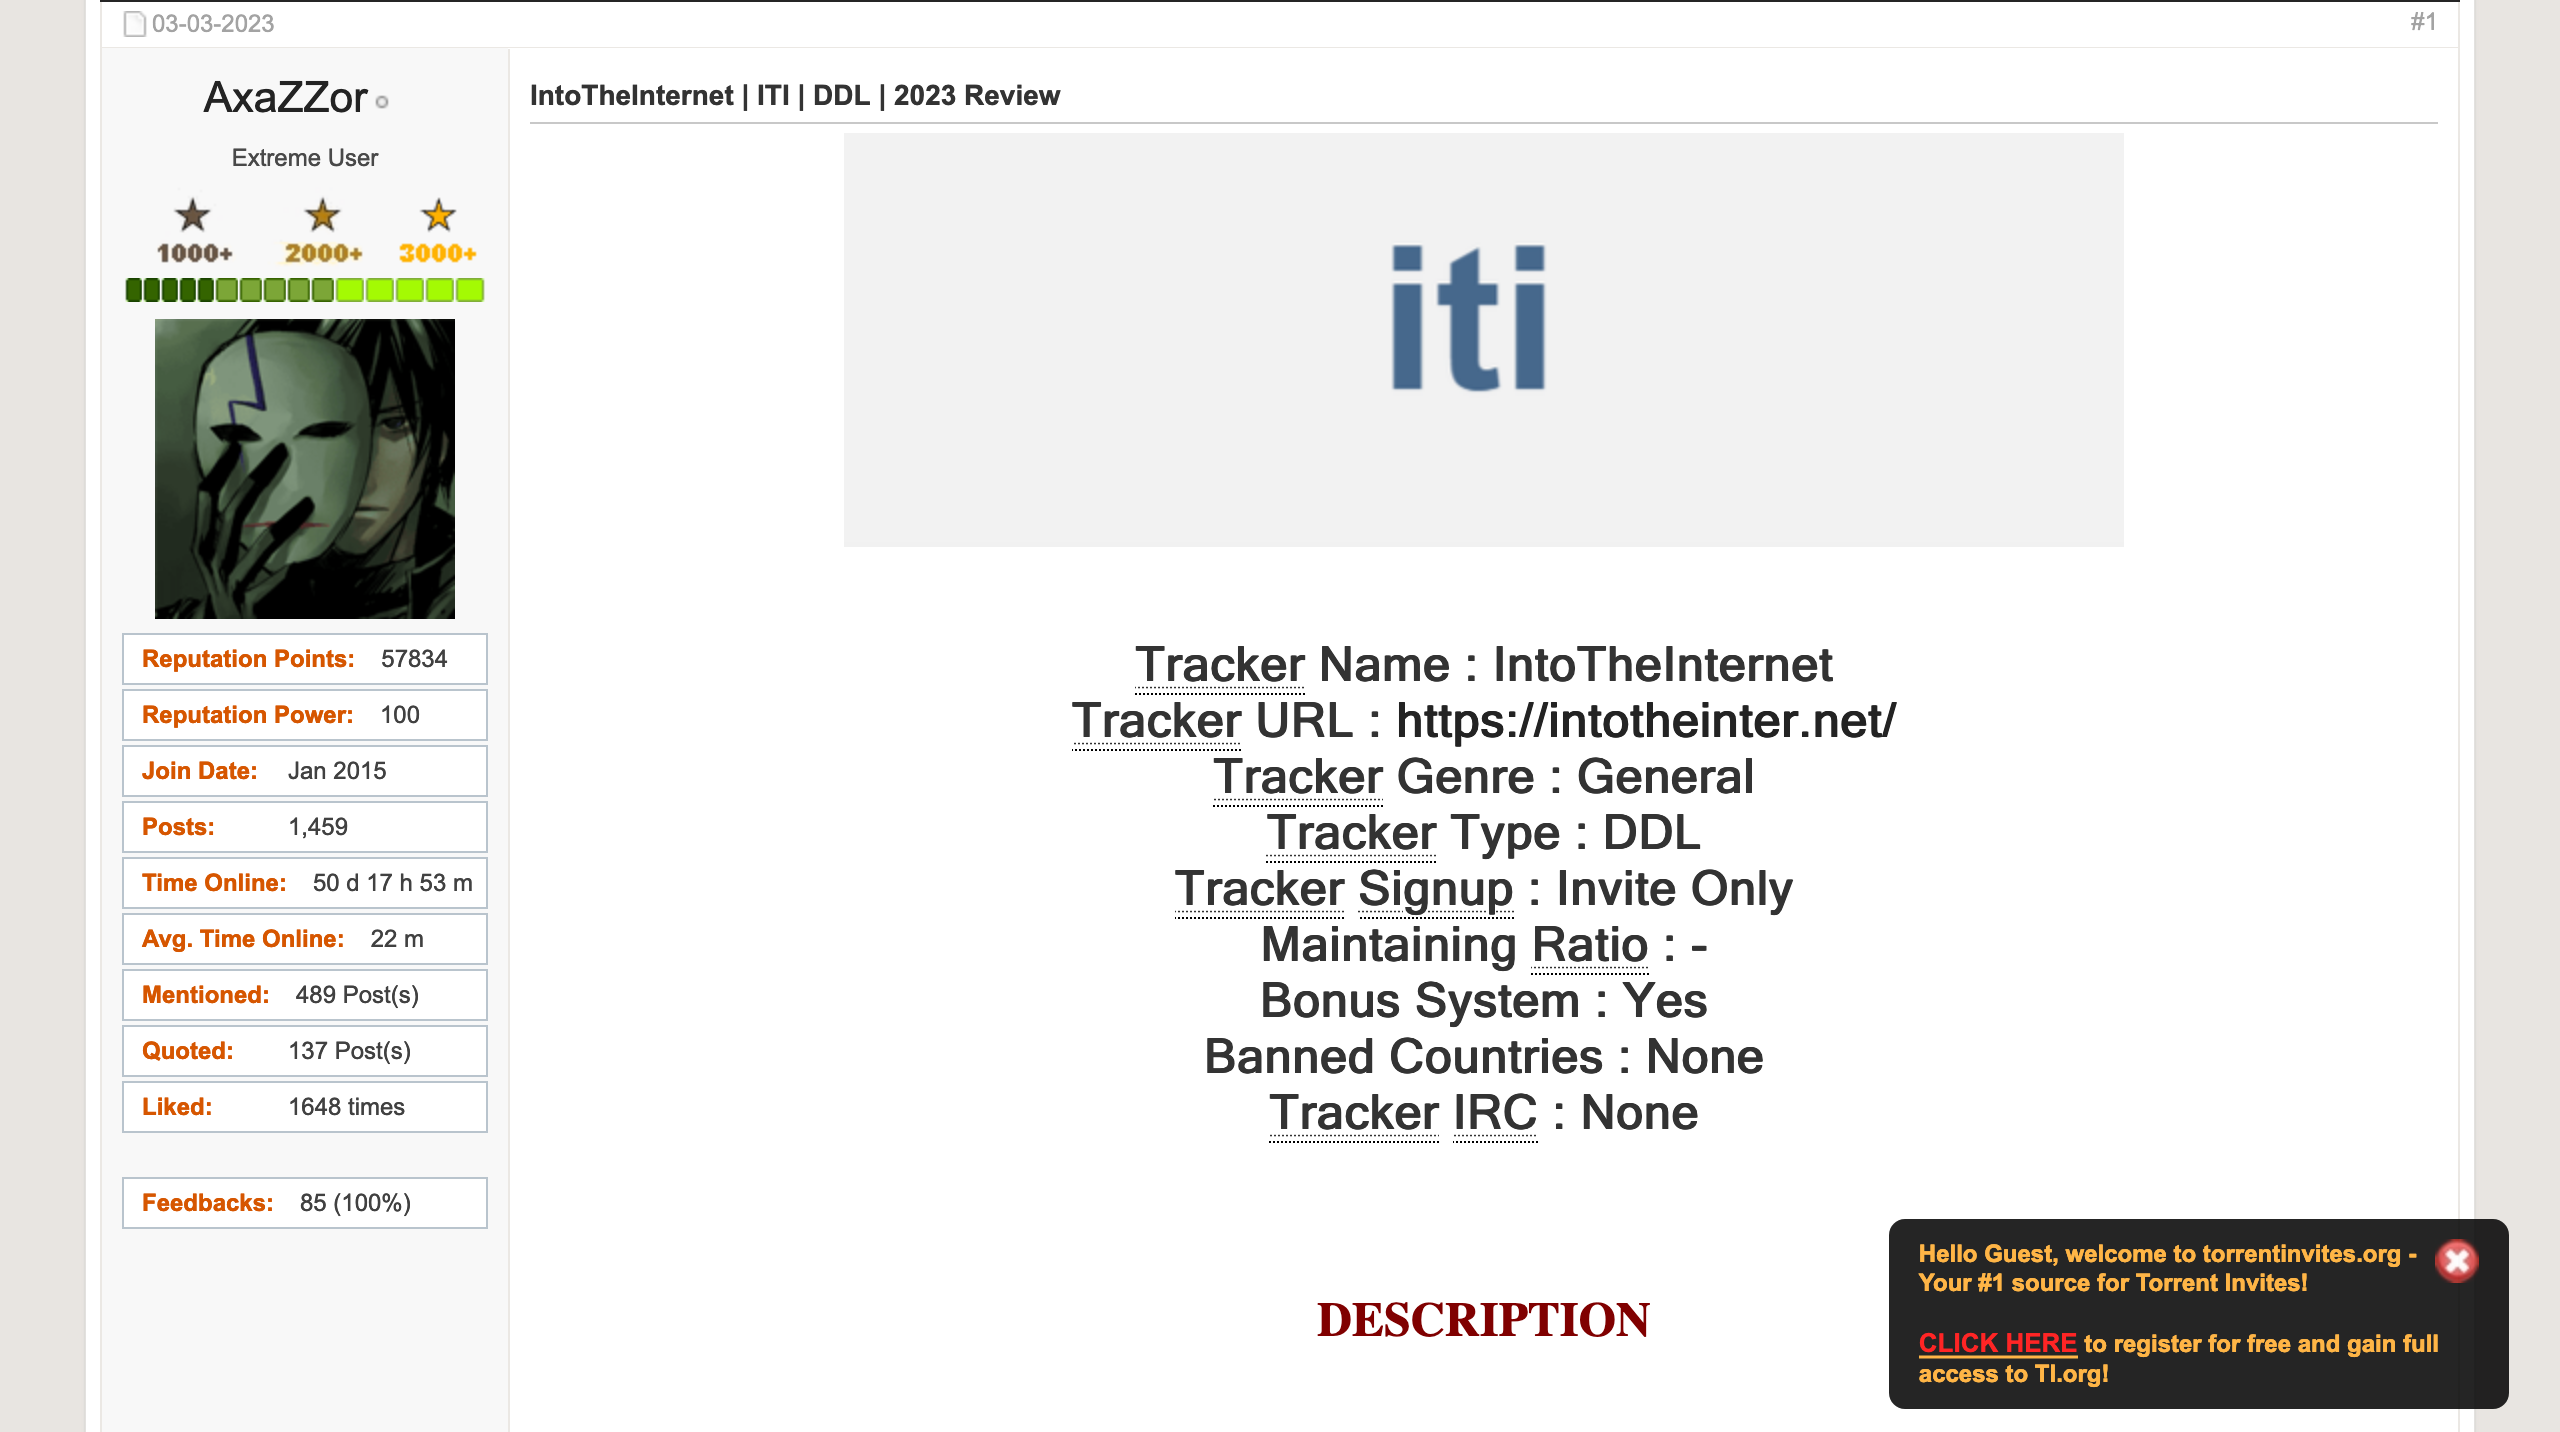 03-03-2023
#1
AxaZZor
Extreme User
1000+ 2000+ 3000+
Reputation Points: 57834
Reputation Power: 100
Join Date: Jan 2015
Posts: 1,459
Time Online: 50 d 17 h 53 m
Avg. Time Online: 22 m
Mentioned: 489 Post(s)
Quoted: 137 Post(s)
Liked: 1648 times
Feedbacks: 85 (100%)
IntoTheInternet | ITI | DDL | 2023 Review
iti
Tracker Name : IntoTheInternet
Tracker URL : https://intotheinter.net/
Tracker Genre : General
Tracker Type : DDL
Tracker Signup : Invite Only
Maintaining Ratio : -
Bonus System : Yes
Banned Countries : None
Tracker IRC : None
DESCRIPTION
Hello Guest, welcome to torrentinvites.org -
Your #1 source for Torrent Invites!
CLICK HERE to register for free and gain full
access to TI.org!